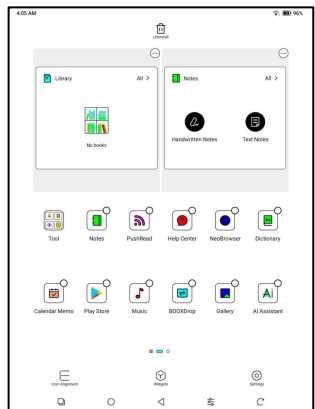 4:05 AM 96%
Uninstall
Library All >
Notes All >
No books
Handwritten Notes Text Notes
Tool Notes PushRead Help Center NeoBrowser Dictionary
Calendar Memo Play Store Music BOOXDrop Gallery AI Assistant
Icon Alignment Widgets Settings